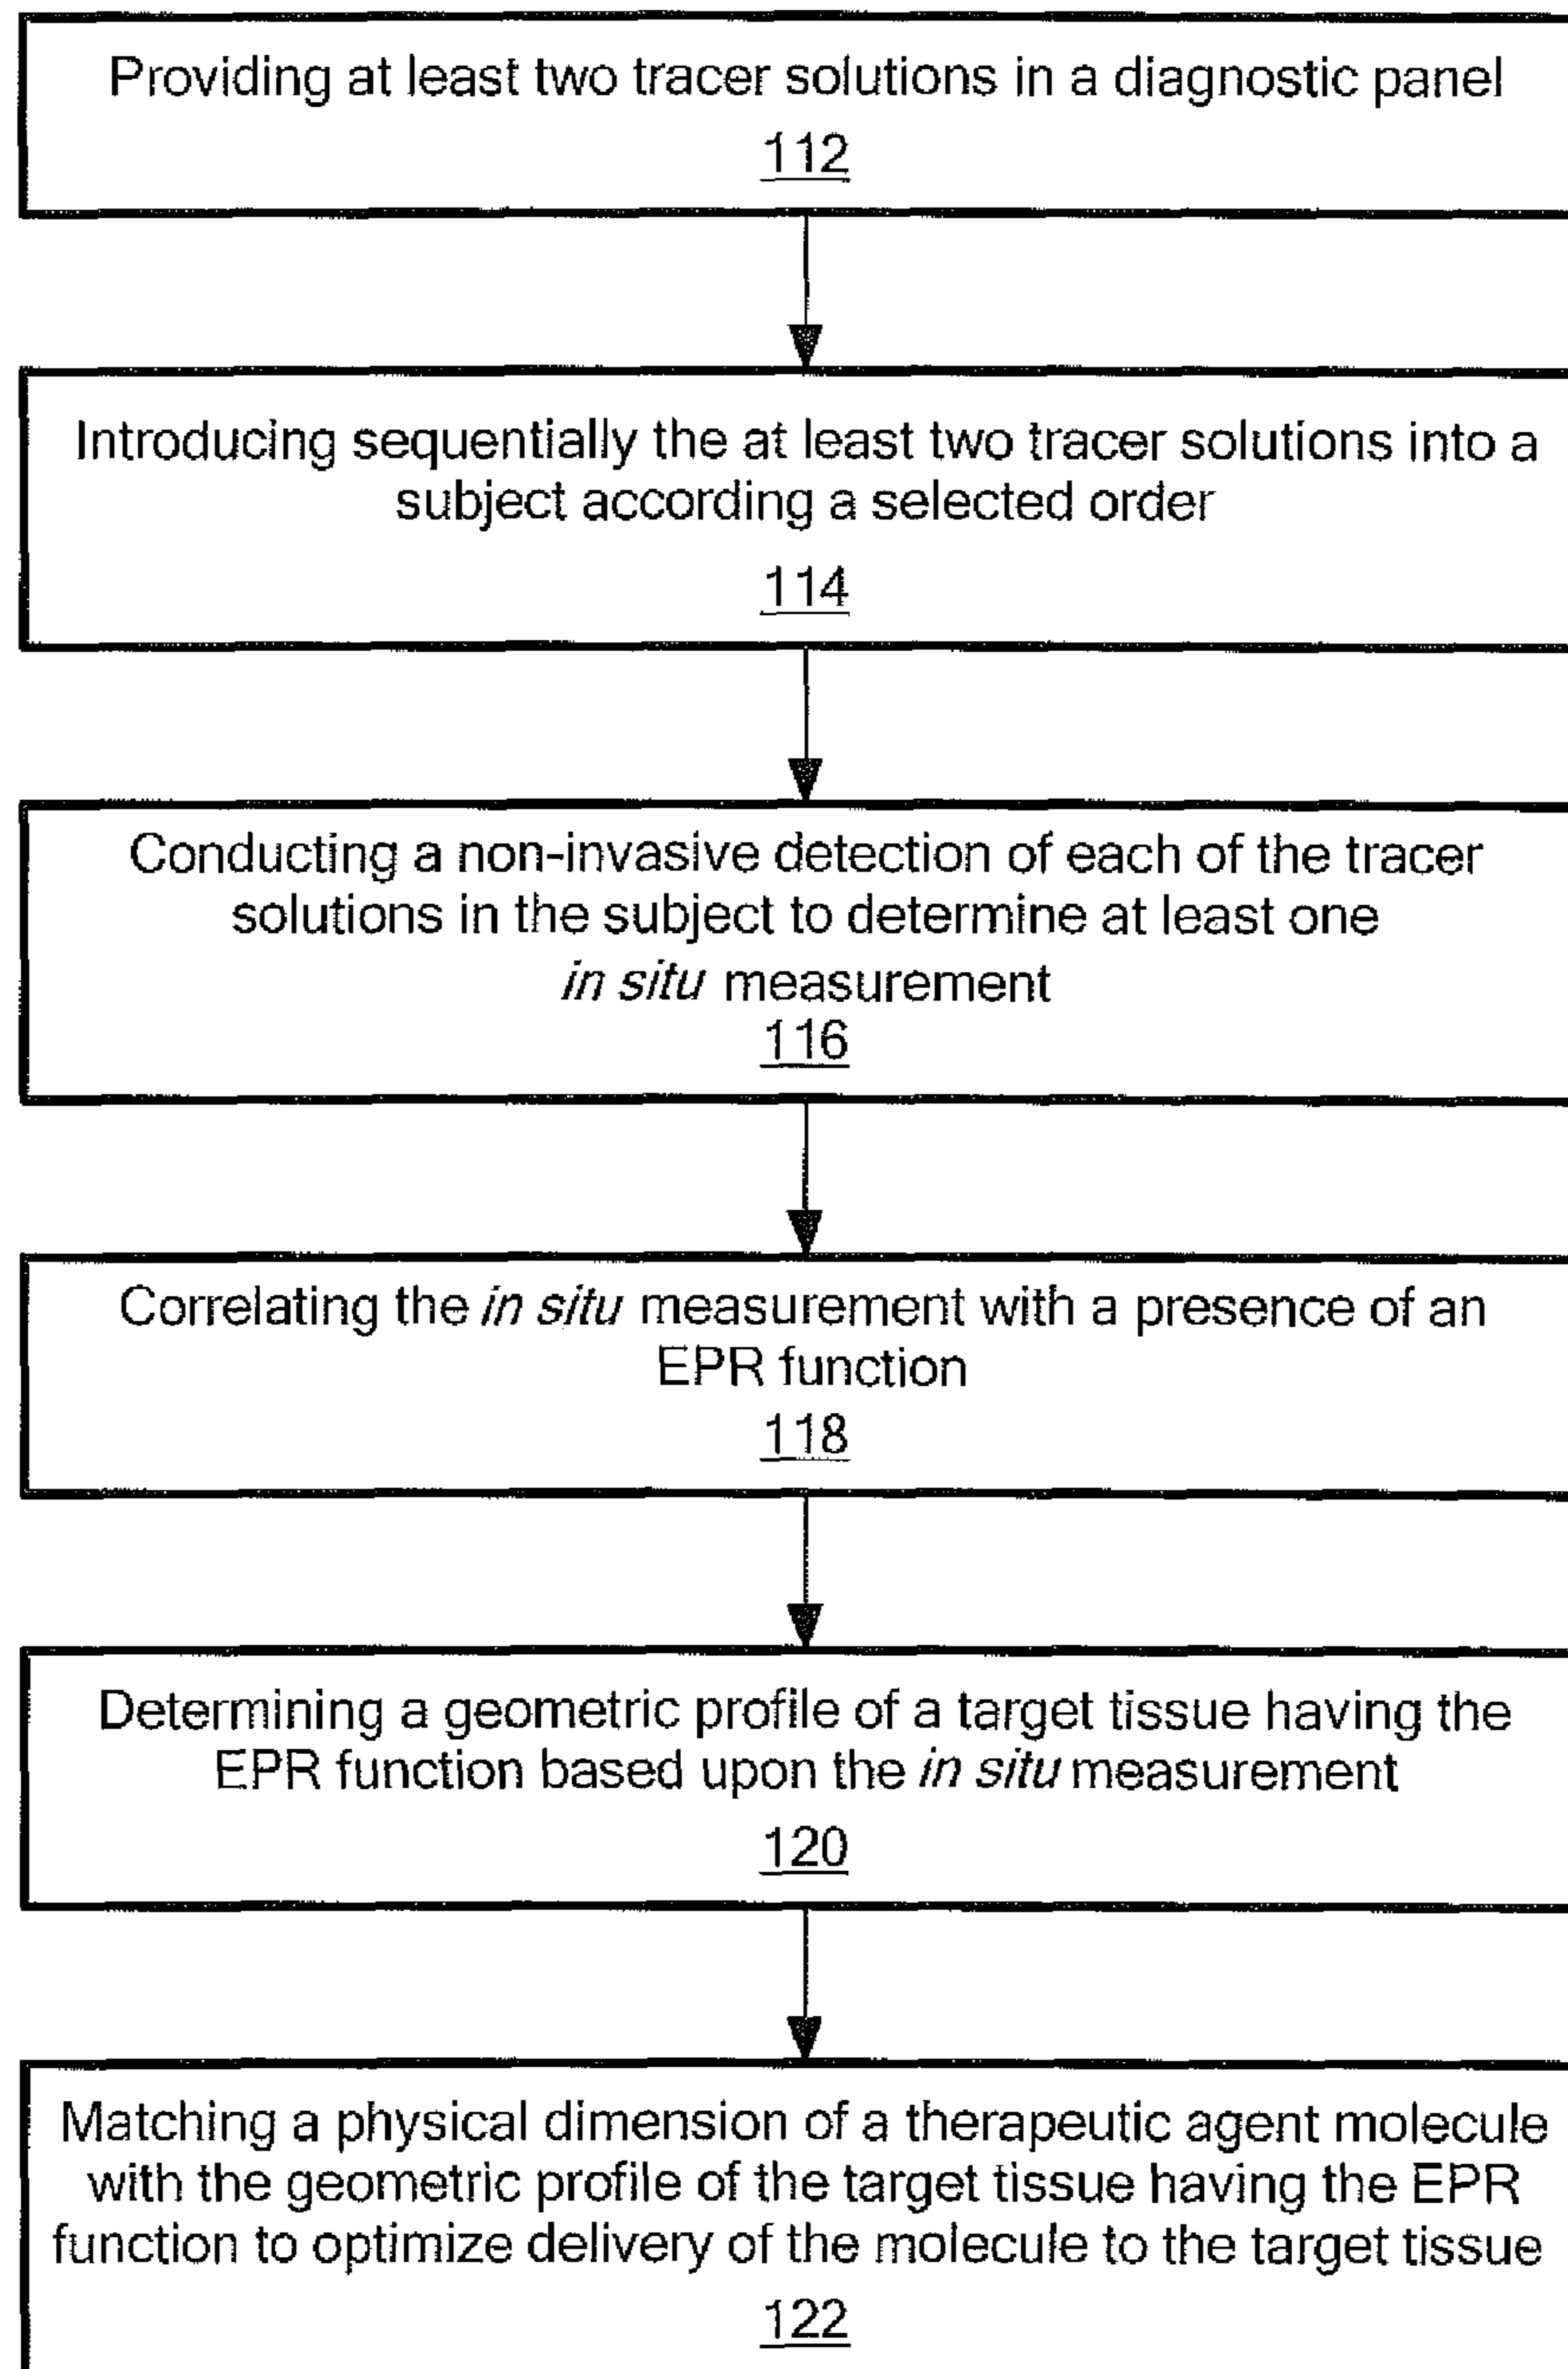 Providing at least two tracer solutions in a diagnostic panel
112
Introducing sequentially the at least two tracer solutions into a
subject according a selected order
114
Conducting a non-invasive detection of each of the tracer
solutions in the subject to determine at least one
in situ measurement
116
Correlating the in situ measurement with a presence of an
EPR function
118
Determining a geometric profile of a target tissue having the
EPR function based upon the in situ measurement
120
Matching a physical dimension of a therapeutic agent molecule
with the geometric profile of the target tissue having the EPR
function to optimize delivery of the molecule to the target tissue
122